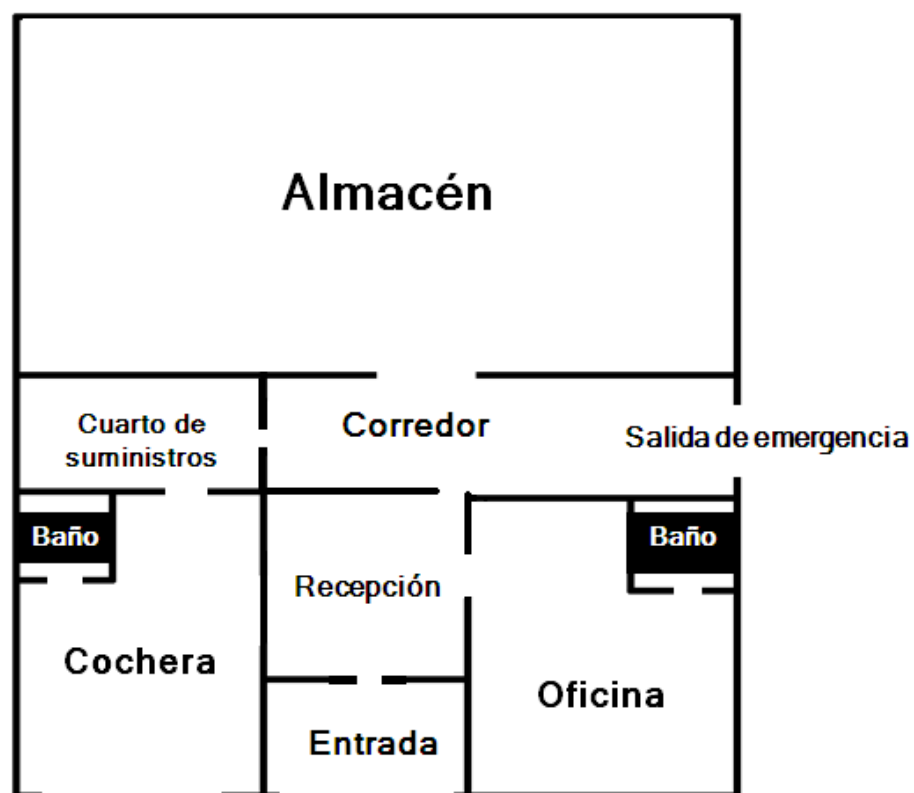 Almacén
Cuarto de
suministros
Corredor
Salida de emergencia
Baño
Baño
Recepción
Cochera
Oficina
Entrada